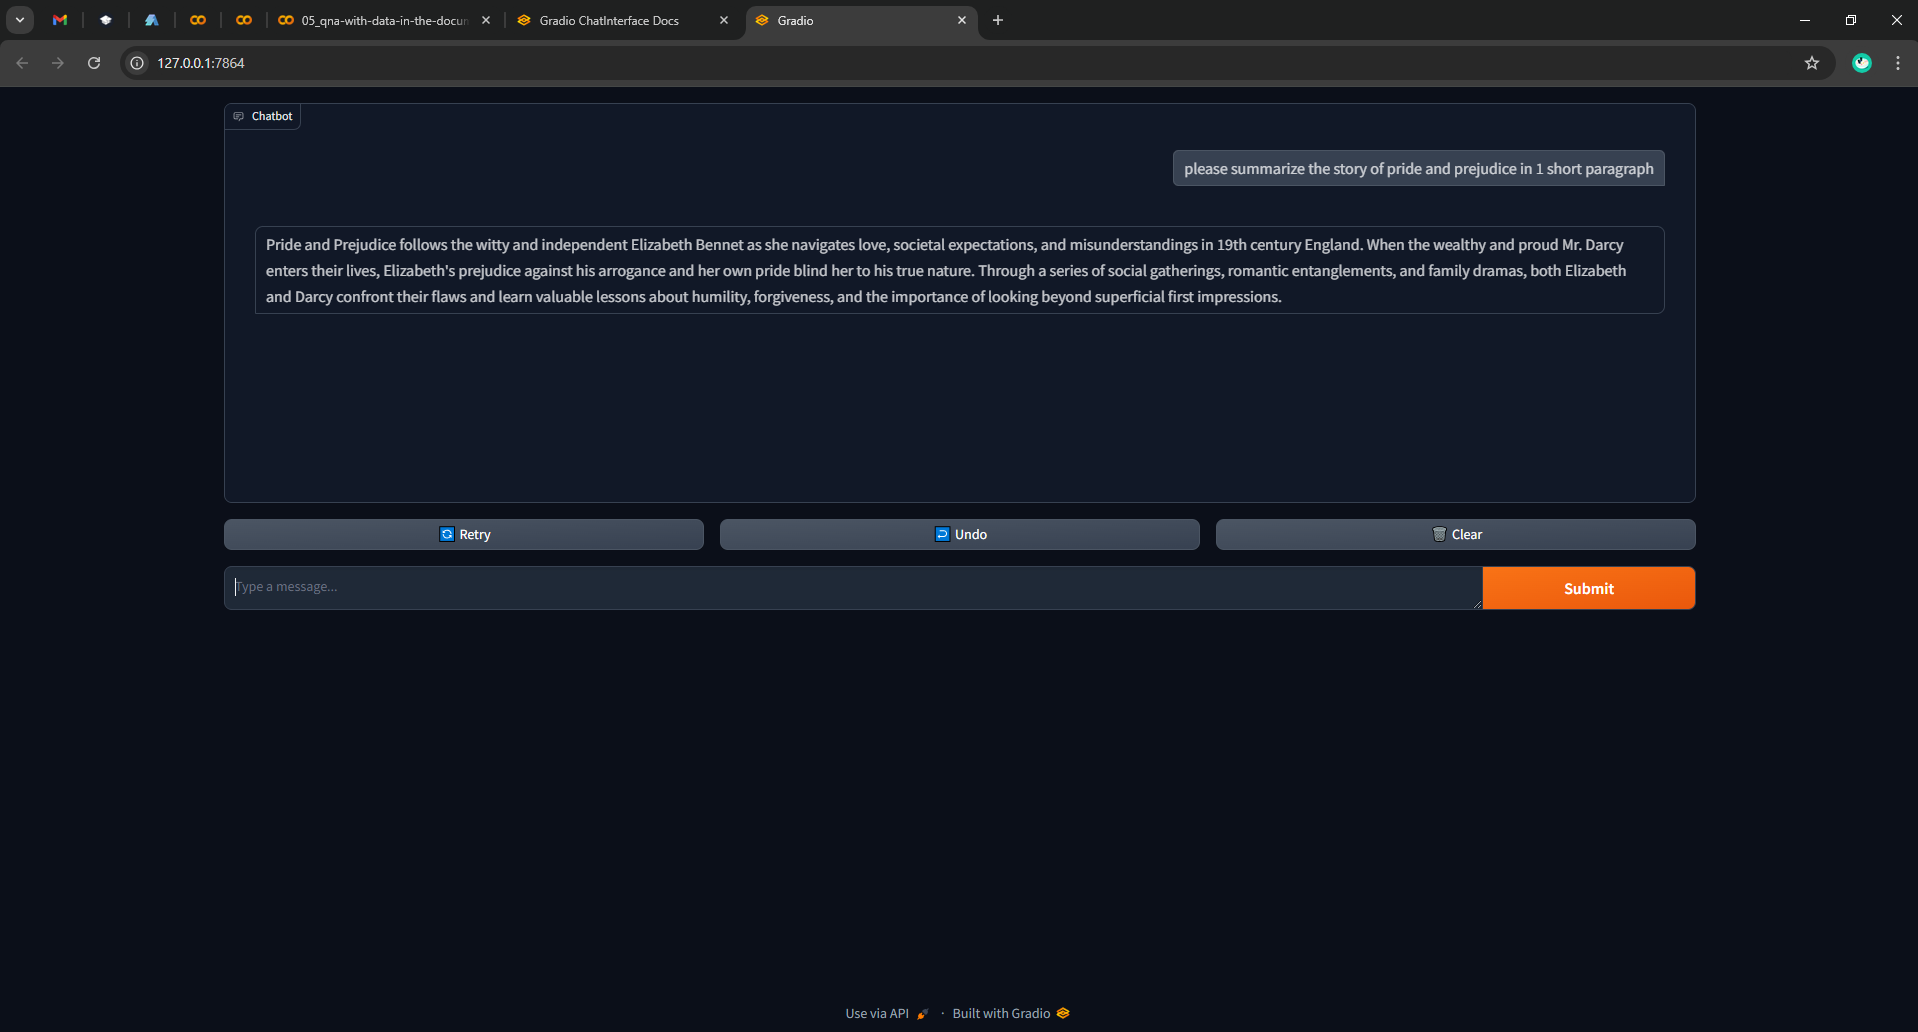 05_qna-with-data-in-the-docun
Gradio ChatInterface Docs
Gradio
127.0.0.1:7864
Chatbot
please summarize the story of pride and prejudice in 1 short paragraph
Pride and Prejudice follows the witty and independent Elizabeth Bennet as she navigates love, societal expectations, and misunderstandings in 19th century England. When the wealthy and proud Mr. Darcy
enters their lives, Elizabeth's prejudice against his arrogance and her own pride blind her to his true nature. Through a series of social gatherings, romantic entanglements, and family dramas, both Elizabeth
and Darcy confront their flaws and learn valuable lessons about humility, forgiveness, and the importance of looking beyond superficial first impressions.
Retry
Undo
Clear
Type a message...
Submit
Use via API · Built with Gradio